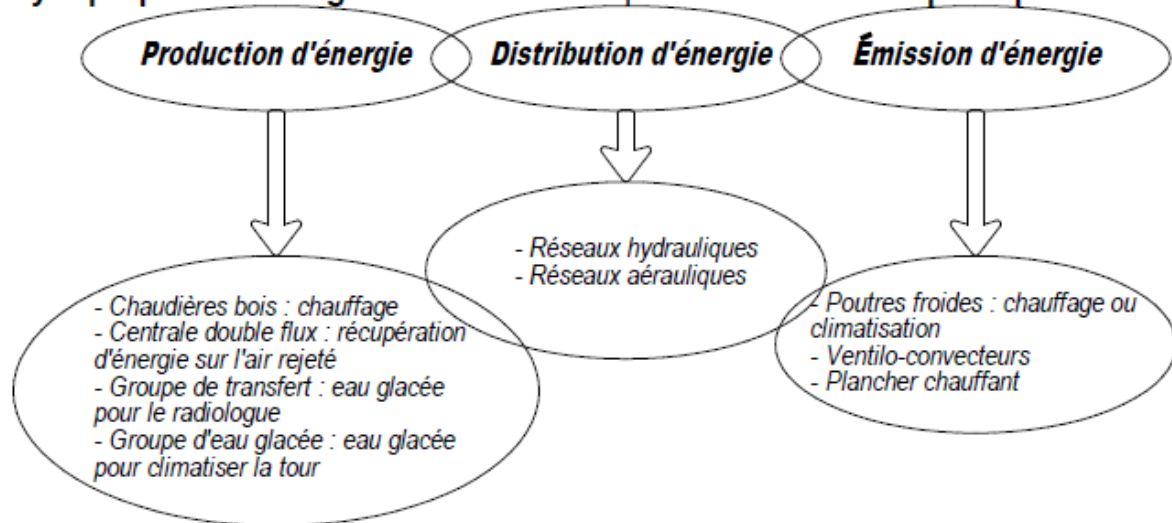 Production d'énergie
Distribution d'énergie
Émission d'énergie
- Chaudières bois : chauffage
- Centrale double flux : récupération
d'énergie sur l'air rejeté
- Groupe de transfert : eau glacée
pour le radiologue
- Groupe d'eau glacée : eau glacée
pour climatiser la tour
- Réseaux hydrauliques
- Réseaux aérauliques
- Poutres froides : chauffage ou
climatisation
- Ventilo-convecteurs
- Plancher chauffant